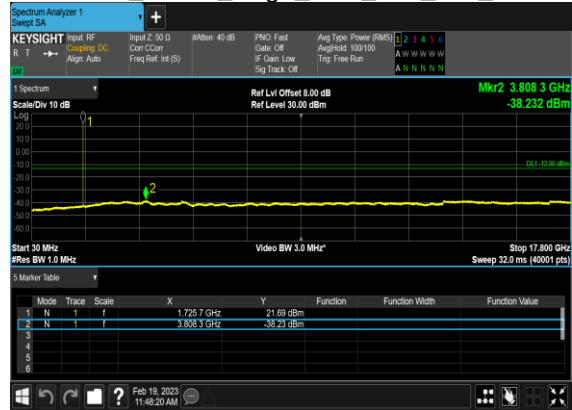 Spectrum Analyzer 1
Swept SA
+
KEYSIGHT Input: RF Input Z: 50 Ω #Atten: 40 dB PNO: Fast Avg Type: Power (RMS) 1 2 3 4 5 6
R T Coupling: DC Corr CCorr Gate: Off Avg|Hold: 100/100 A W W W W W
Align: Auto Freq Ref: Int (S) IF Gain: Low Trig: Free Run
Sig Track: Off A N N N N N
1 Spectrum Ref Lvl Offset 8.00 dB Mkr2 3.808 3 GHz
Scale/Div 10 dB Ref Level 30.00 dBm -38.232 dBm
Log
1
20.0
10.0
0.00
-10.0 DL1 -13.00 dBm
-20.0
-30.0 2
-40.0
-50.0
-60.0
Start 30 MHz Video BW 3.0 MHz* Stop 17.800 GHz
#Res BW 1.0 MHz Sweep 32.0 ms (40001 pts)
5 Marker Table
Mode Trace Scale X Y Function Function Width Function Value
1 N 1 f 1.725 7 GHz 21.69 dBm
2 N 1 f 3.808 3 GHz -38.23 dBm
3
4
5
6
? Feb 19, 2023
11:48:20 AM